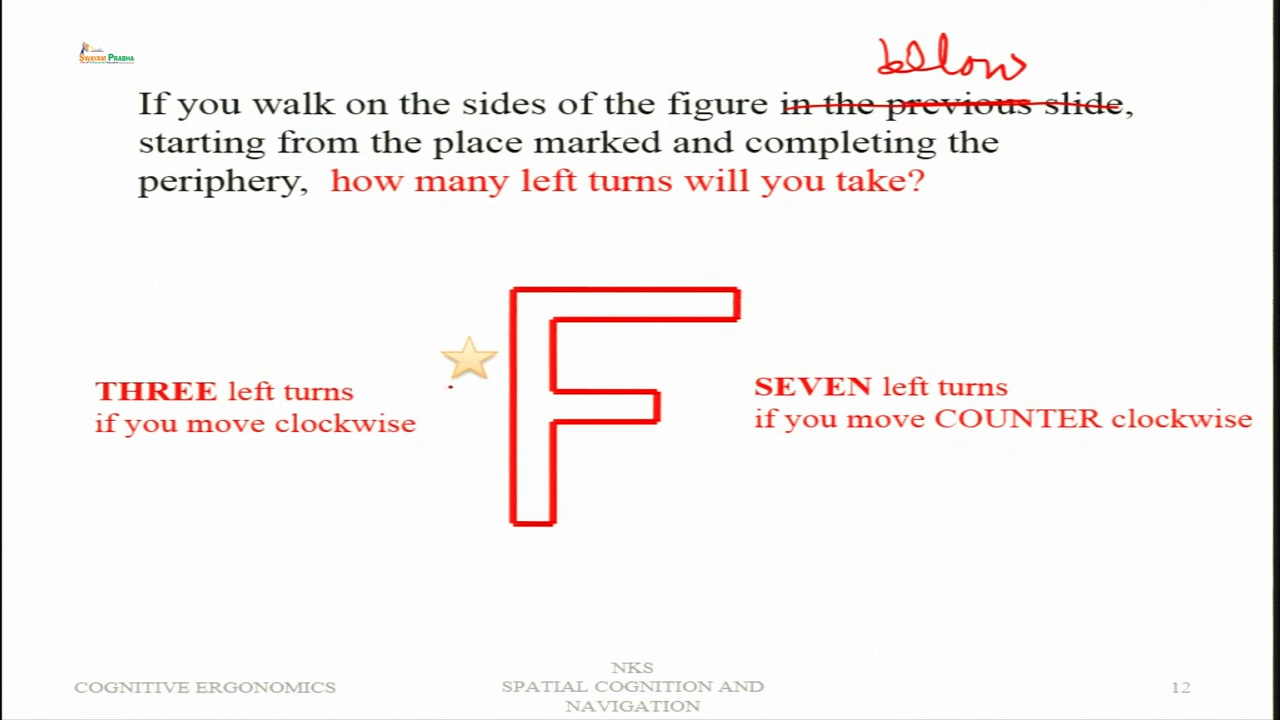 SWAYAM PRABHA
below
If you walk on the sides of the figure in the previous slide,
starting from the place marked and completing the
periphery, how many left turns will you take?
THREE left turns
if you move clockwise
SEVEN left turns
if you move COUNTER clockwise
COGNITIVE ERGONOMICS
NKS
SPATIAL COGNITION AND
NAVIGATION
12